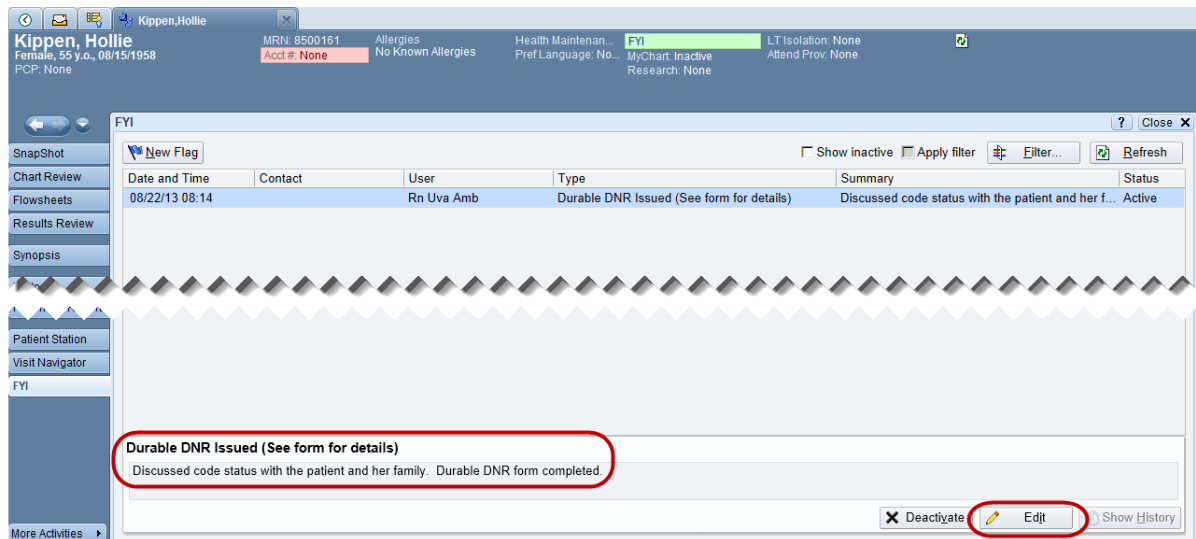 Kippen,Hollie
Kippen, Hollie
Female, 55 y.o., 08/15/1958
PCP: None
MRN: 8500161
Acct #: None
Allergies
No Known Allergies
Health Maintenan...
Pref Language: No...
FYI
MyChart: Inactive
Research: None
LT Isolation: None
Attend Prov: None
FYI
? Close X
SnapShot
Chart Review
Flowsheets
Results Review
Synopsis
Patient Station
Visit Navigator
FYI
More Activities
New Flag
Show inactive Apply filter Filter... Refresh
Date and Time Contact User Type Summary Status
08/22/13 08:14 Rn Uva Amb Durable DNR Issued (See form for details) Discussed code status with the patient and her f... Active
Durable DNR Issued (See form for details)
Discussed code status with the patient and her family. Durable DNR form completed.
Deactivate Edit Show History